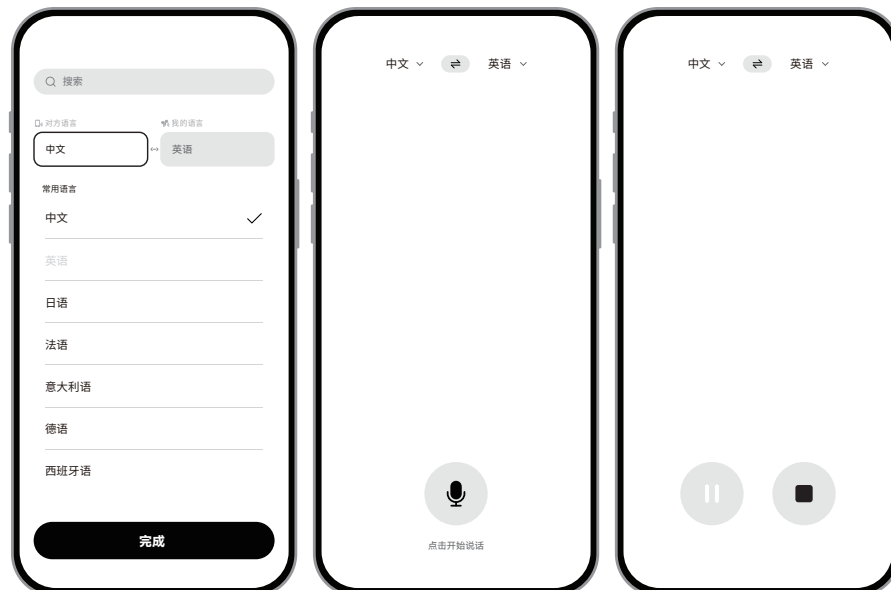 搜索
对方语言 我的语言
中文 英语
常用语言
中文
英语
日语
法语
意大利语
德语
西班牙语
完成
中文 英语
点击开始说话
中文 英语